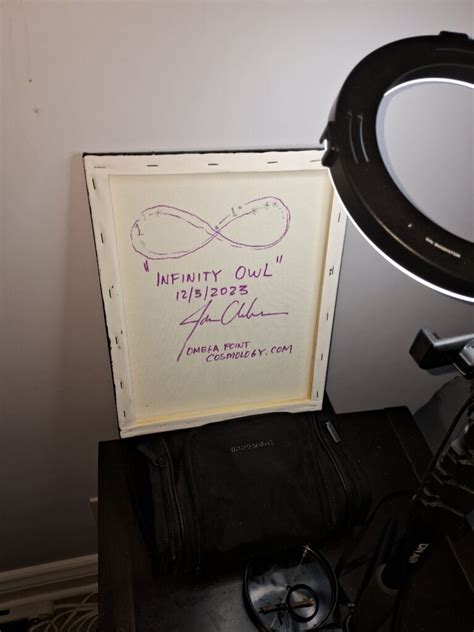 "INFINITY OWL"
12/3/2023
OMEGA POINT
COSMOLOGY.COM